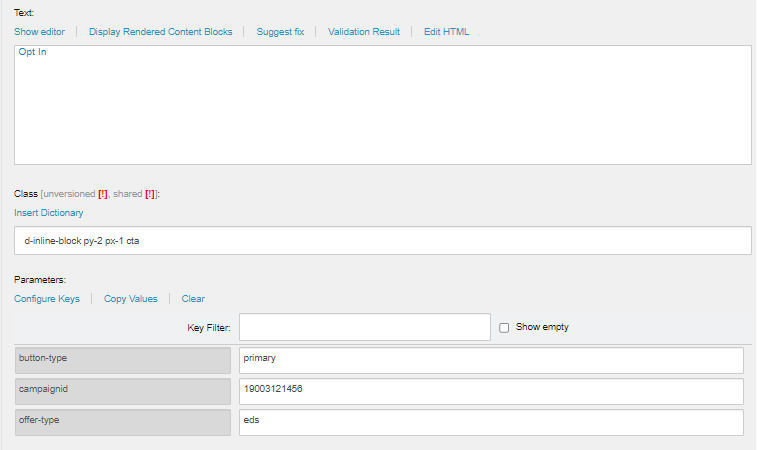 Text:
Show editor Display Rendered Content Blocks Suggest fix Validation Result Edit HTML
Opt In
Class [unversioned [!], shared [!]]:
Insert Dictionary
d-inline-block py-2 px-1 cta
Parameters:
Configure Keys Copy Values Clear
Key Filter: Show empty
button-type primary
campaignid 19003121456
offer-type eds